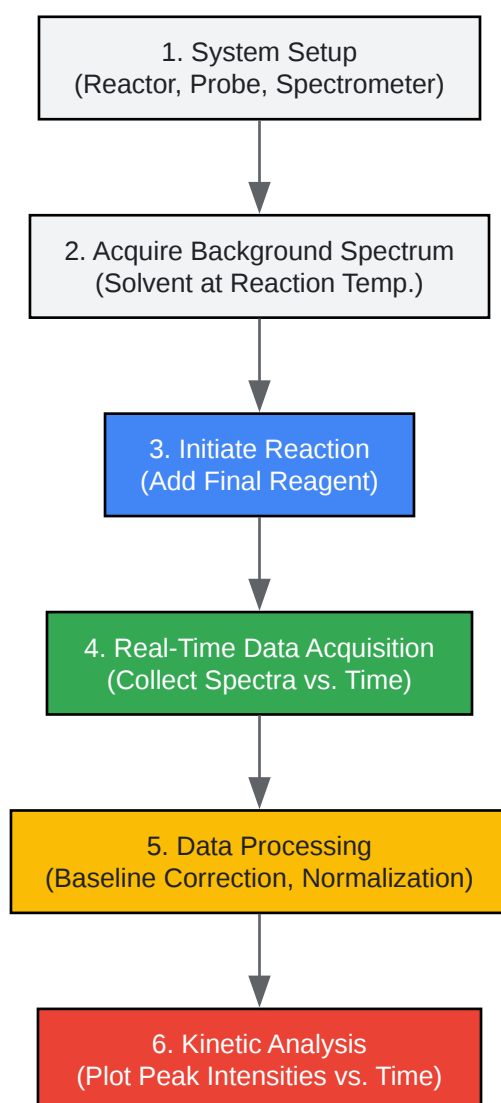 1. System Setup
(Reactor, Probe, Spectrometer)
2. Acquire Background Spectrum
(Solvent at Reaction Temp.)
3. Initiate Reaction
(Add Final Reagent)
4. Real-Time Data Acquisition
(Collect Spectra vs. Time)
5. Data Processing
(Baseline Correction, Normalization)
6. Kinetic Analysis
(Plot Peak Intensities vs. Time)